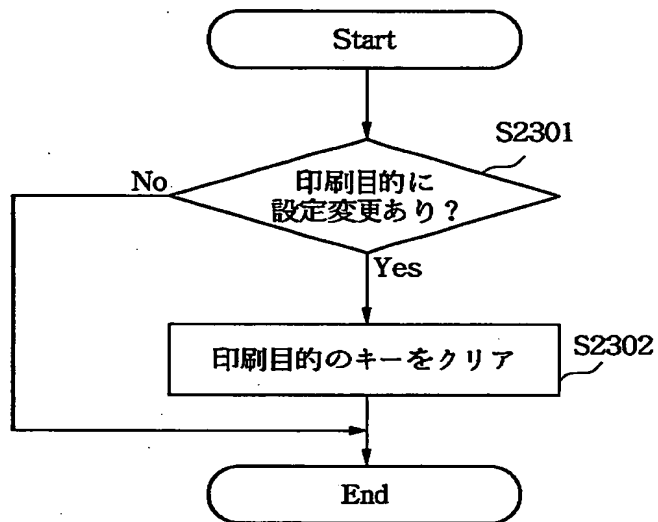 Start
S2301
印刷目的に
設定変更あり？
No
Yes
印刷目的のキーをクリア
S2302
End